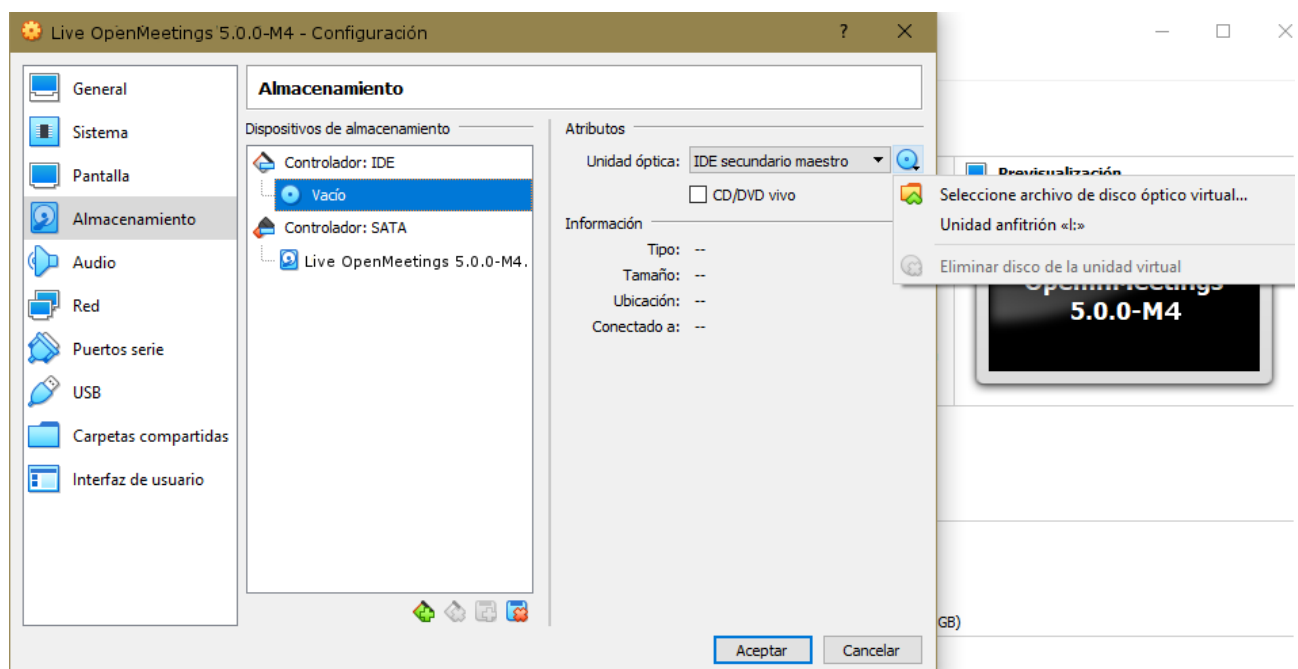 Live OpenMeetings 5.0.0-M4 - Configuración
?
General
Sistema
Pantalla
Almacenamiento
Audio
Red
Puertos serie
USB
Carpetas compartidas
Interfaz de usuario
Almacenamiento
Dispositivos de almacenamiento
Controlador: IDE
Vacío
Controlador: SATA
Live OpenMeetings 5.0.0-M4.
Atributos
Unidad óptica: IDE secundario maestro
CD/DVD vivo
Información
Tipo: --
Tamaño: --
Ubicación: --
Conectado a: --
Aceptar
Cancelar
Previsualización
Seleccione archivo de disco óptico virtual...
Unidad anfitrión «I:»
Eliminar disco de la unidad virtual
5.0.0-M4
GB)